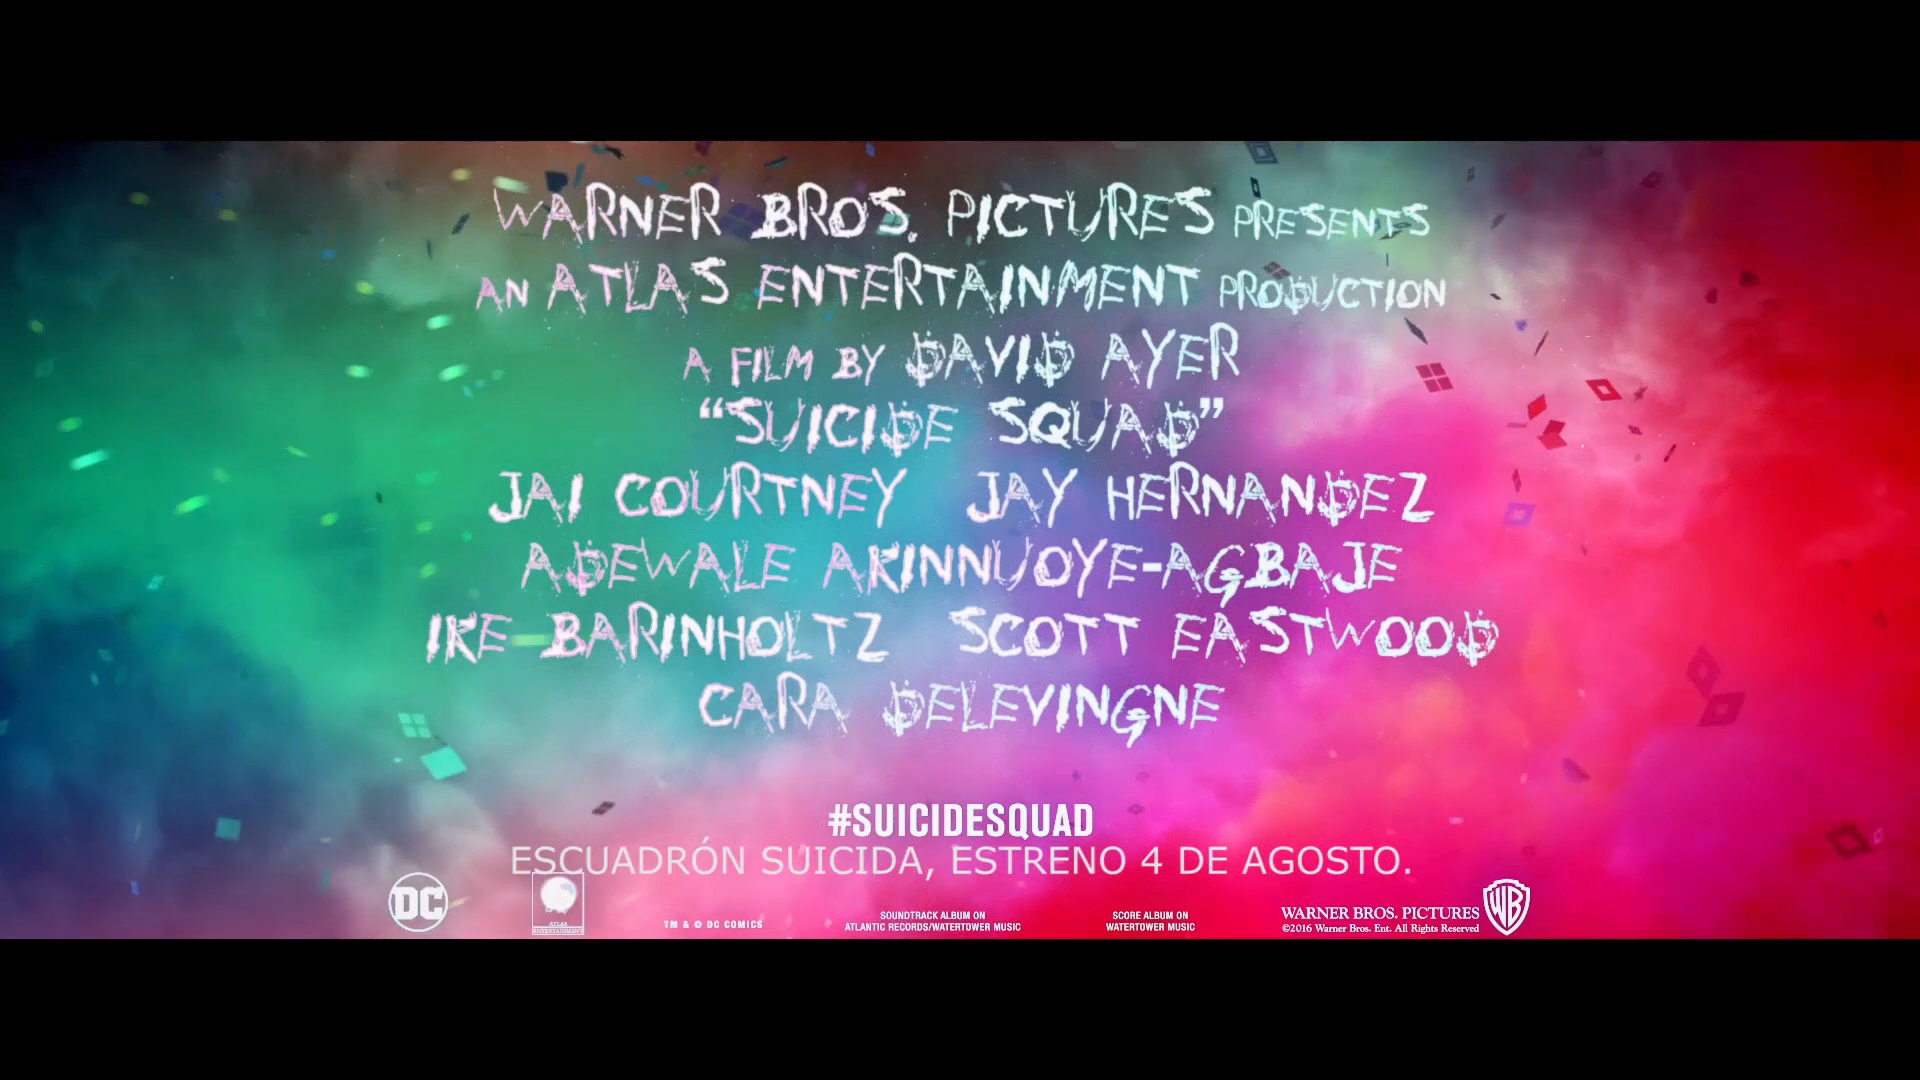 WARNER BROS. PICTURES PRESENTS
AN ATLAS ENTERTAINMENT PRODUCTION
A FILM BY DAVID AYER
“SUICIDE SQUAD”
JAI COURTNEY JAY HERNANDEZ
ADEWALE AKINNUOYE-AGBAJE
IKE BARINHOLTZ SCOTT EASTWOOD
CARA DELEVINGNE
#SUICIDESQUAD
ESCUADRÓN SUICIDA, ESTRENO 4 DE AGOSTO.
DC
ATLAS
ENTERTAINMENT
TM & © DC COMICS
SOUNDTRACK ALBUM ON
ATLANTIC RECORDS/WATERTOWER MUSIC
SCORE ALBUM ON
WATERTOWER MUSIC
WARNER BROS. PICTURES
©2016 Warner Bros. Ent. All Rights Reserved
WB